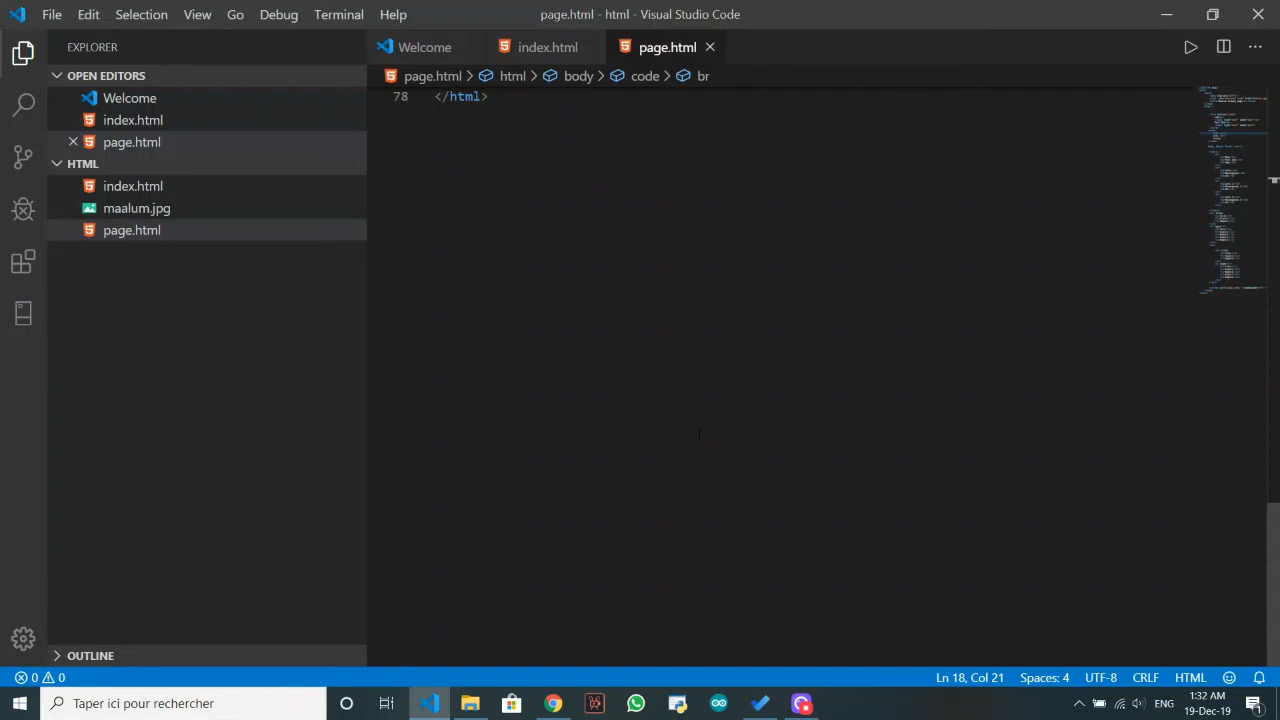 File Edit Selection View Go Debug Terminal Help page.html - html - Visual Studio Code
EXPLORER
Welcome index.html page.html
OPEN EDITORS
page.html > html > body > code > br
Welcome
78 </html>
index.html
page.html
HTML
index.html
maalum.jpg
page.html
OUTLINE
0 0 Ln 18, Col 21 Spaces: 4 UTF-8 CRLF HTML
Taper ici pour rechercher
ENG
1:32 AM
19-Dec-19
1